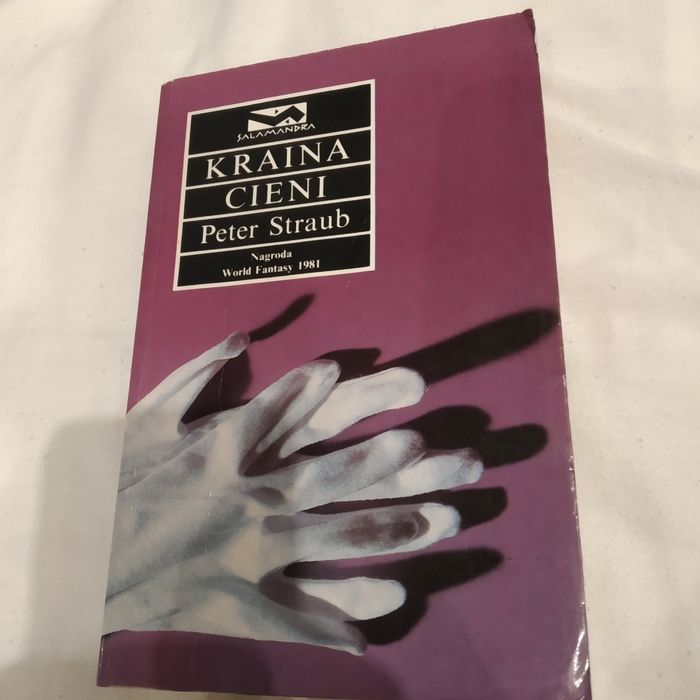 SALAMANDRA
KRAINA
CIENI
Peter Straub
Nagroda
World Fantasy 1981